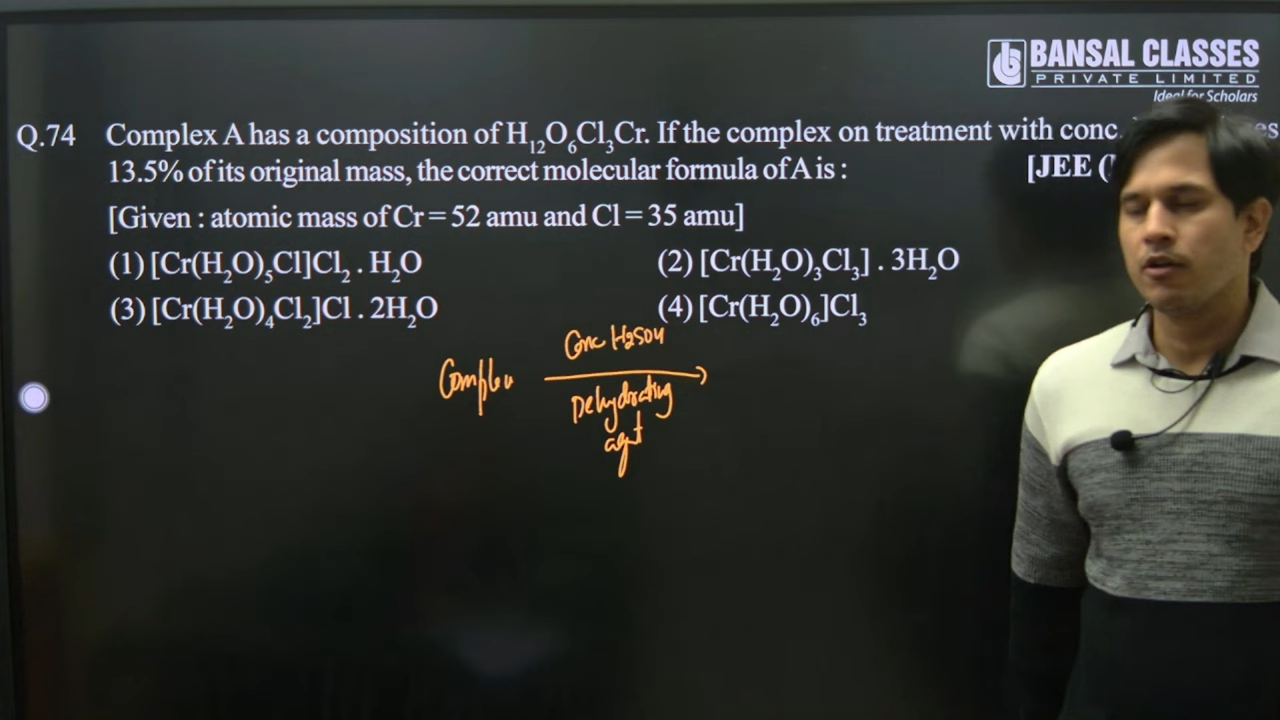 BANSAL CLASSES
PRIVATE LIMITED
Ideal for Scholars
Q.74 Complex A has a composition of H₁₂O₆Cl₃Cr. If the complex on treatment with conc.
13.5% of its original mass, the correct molecular formula of A is : [JEE (
[Given : atomic mass of Cr = 52 amu and Cl = 35 amu]
(1) [Cr(H₂O)₅Cl]Cl₂ . H₂O (2) [Cr(H₂O)₃Cl₃] . 3H₂O
(3) [Cr(H₂O)₄Cl₂]Cl . 2H₂O (4) [Cr(H₂O)₆]Cl₃
Conc H2SO4
Complex
Dehydrating
agent